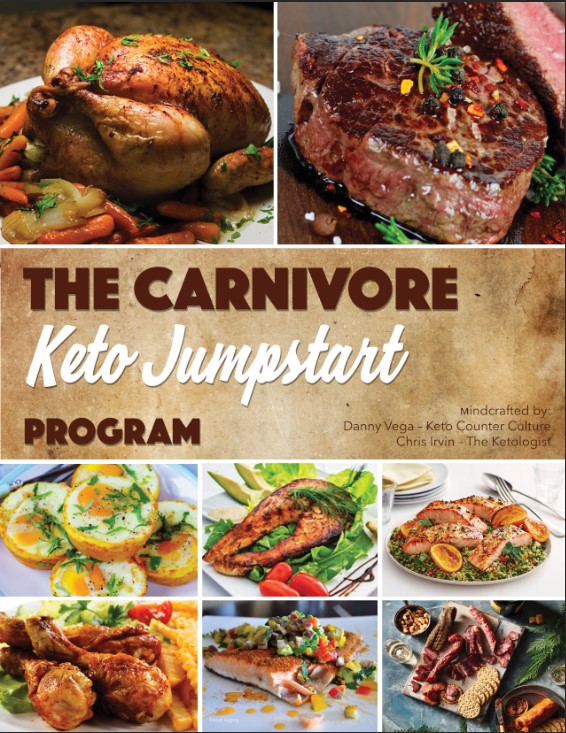 THE CARNIVORE
Keto Jumpstart
PROGRAM
Mindcrafted by:
Danny Vega – Keto Counter Culture
Chris Irvin – The Ketologist